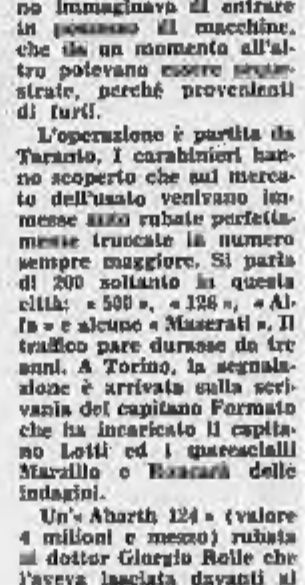 no immaginava di entrare
in possesso di macchine,
che da un momento all'al-
tro potevano essere seque-
strate, perché provenienti
di furti.
L'operazione è partita da
Taranto. I carabinieri han-
no scoperto che sul merca-
to dell'usato venivano im-
messe auto rubate perfetta-
mente truccate in numero
sempre maggiore. Si parla
di 200 soltanto in questa
città: « 500 », « 126 », « Al-
fa » e alcune « Maserati ». Il
traffico pare durasse da tre
anni. A Torino, la segnala-
zione è arrivata sulla scri-
vania del capitano Formato
che ha incaricato il capita-
no Lotti ed i marescialli
Marzillo e delle
indagini.
Un'« Abarth 124 » (valore
4 milioni e mezzo) rubata
al dottor Giorgio Rolle che
l'aveva lasciata davanti al